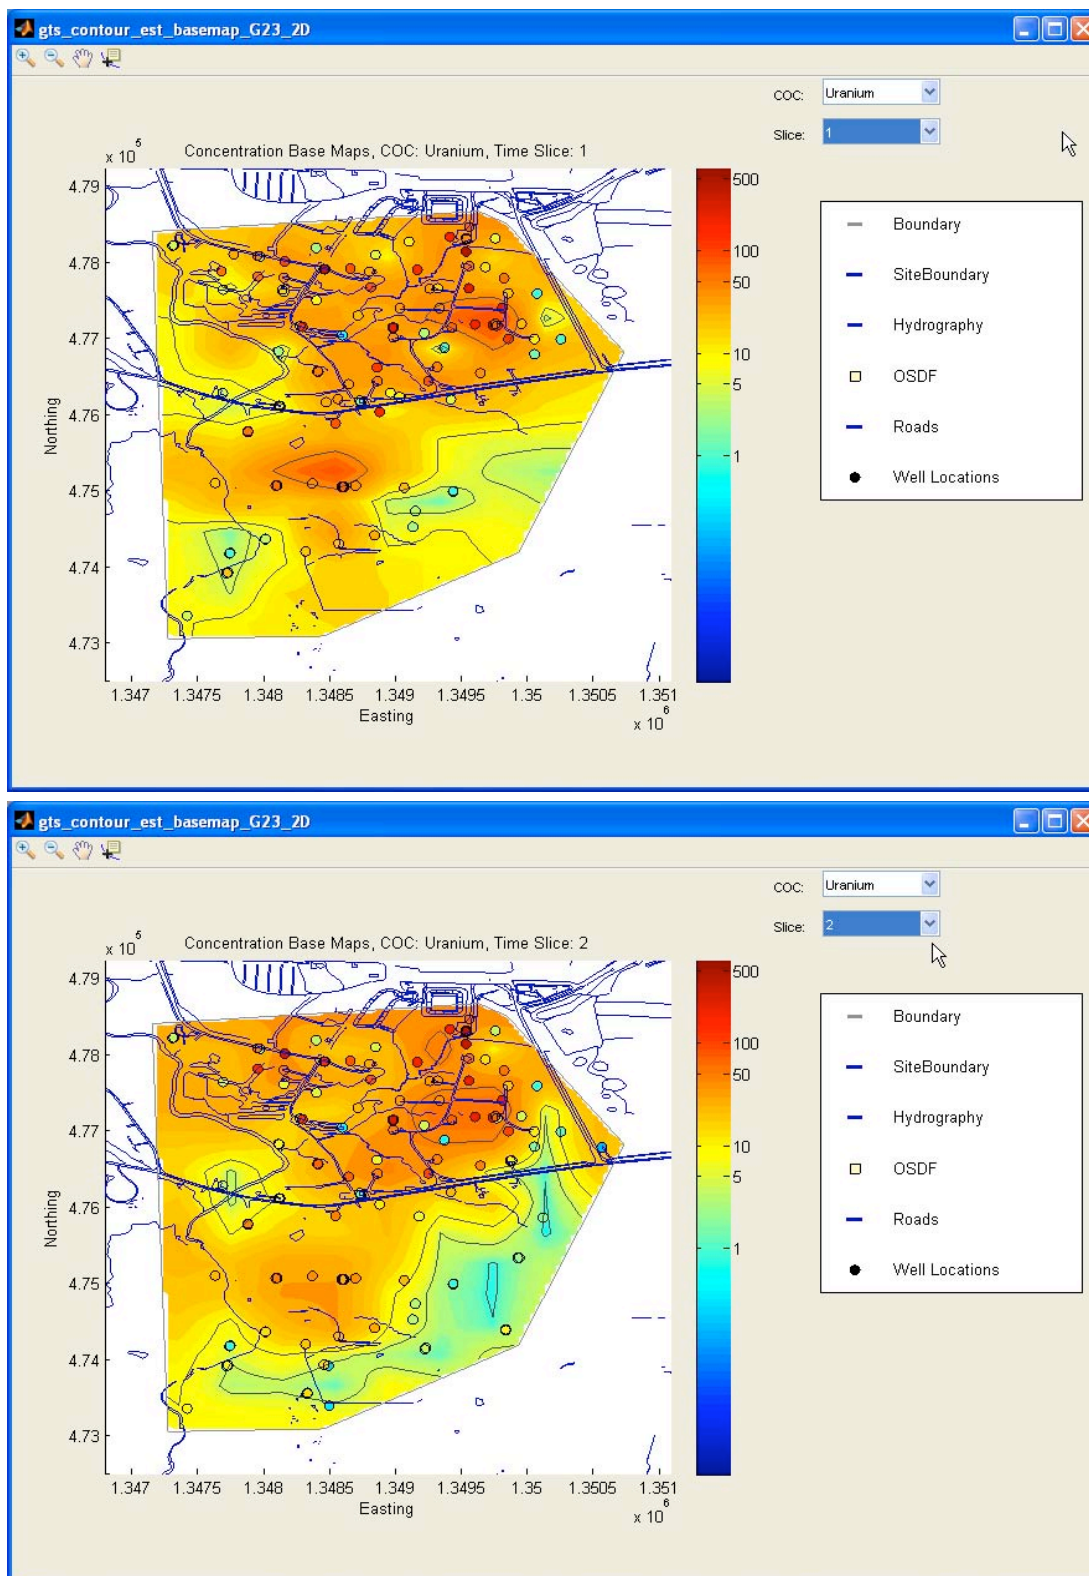 gts_contour_est_basemap_G23_2D
COC: Uranium
Slice: 1
x 10^5
Concentration Base Maps, COC: Uranium, Time Slice: 1
4.79
4.78
4.77
4.76
4.75
4.74
4.73
Northing
1.347 1.3475 1.348 1.3485 1.349 1.3495 1.35 1.3505 1.351
Easting
x 10^6
500
100
50
10
5
1
Boundary
SiteBoundary
Hydrography
OSDF
Roads
Well Locations
gts_contour_est_basemap_G23_2D
COC: Uranium
Slice: 2
x 10^5
Concentration Base Maps, COC: Uranium, Time Slice: 2
4.79
4.78
4.77
4.76
4.75
4.74
4.73
Northing
1.347 1.3475 1.348 1.3485 1.349 1.3495 1.35 1.3505 1.351
Easting
x 10^6
500
100
50
10
5
1
Boundary
SiteBoundary
Hydrography
OSDF
Roads
Well Locations